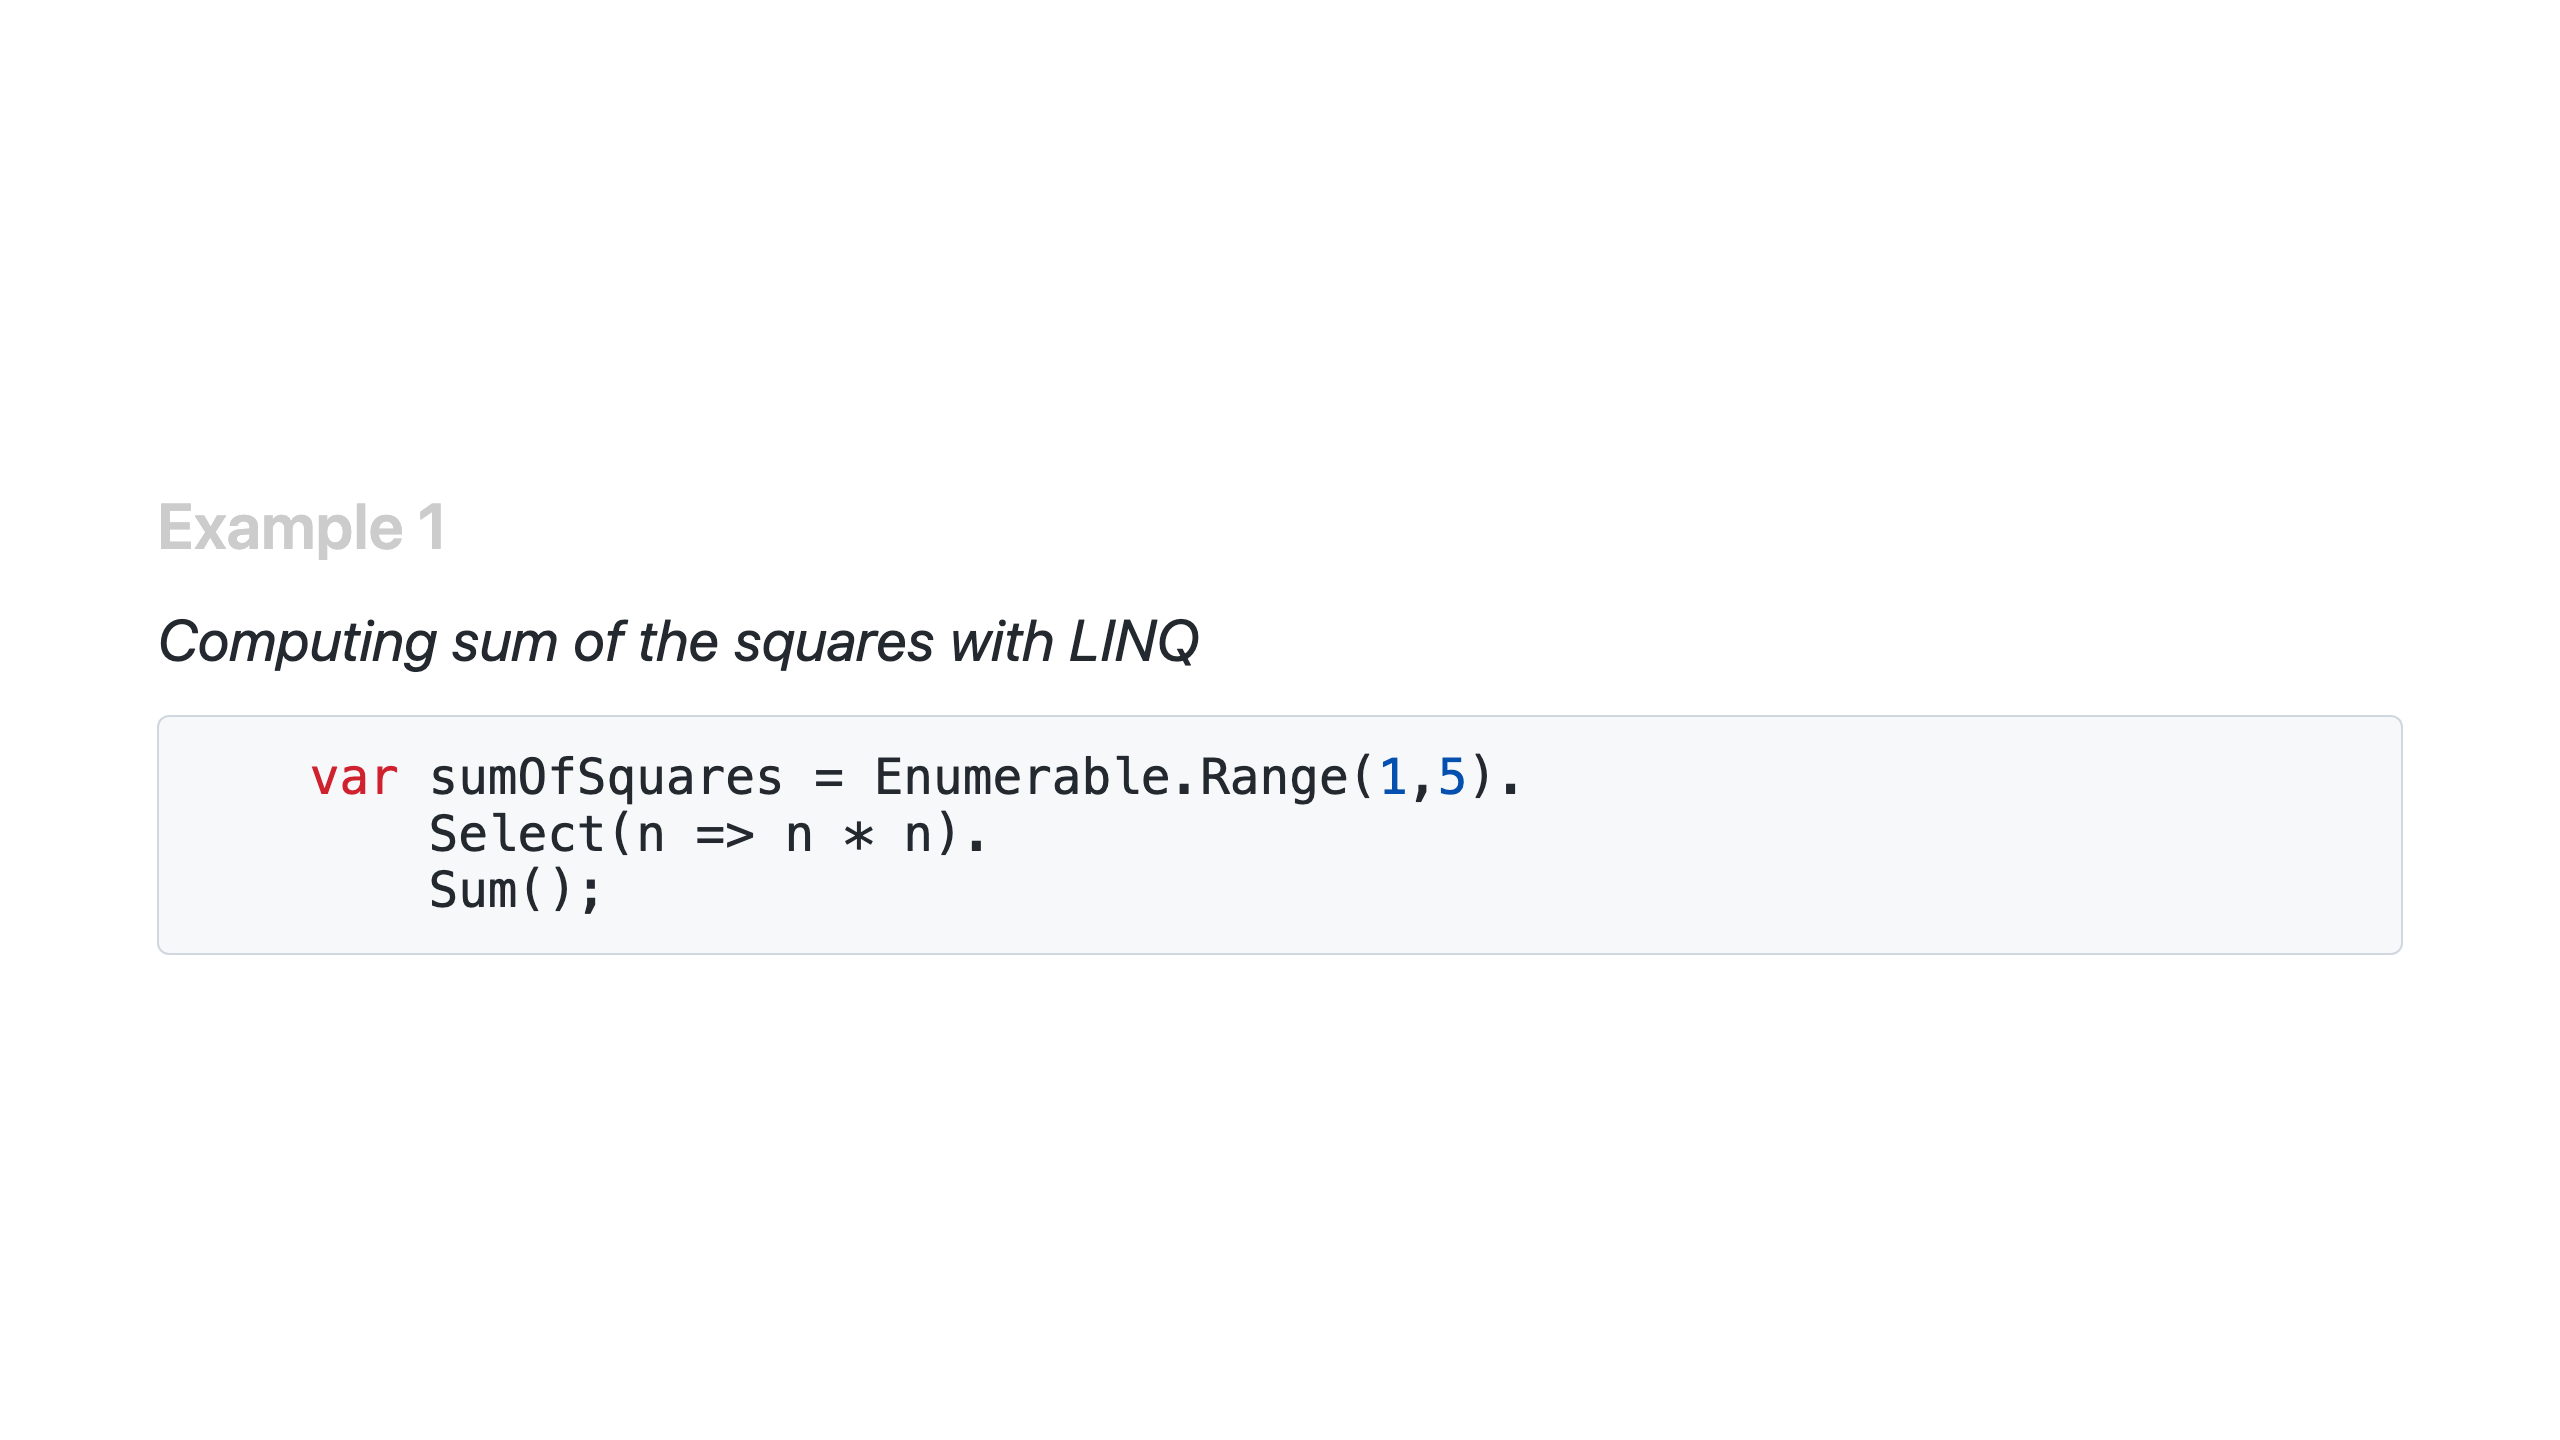 Example 1
Computing sum of the squares with LINQ
var sumOfSquares = Enumerable.Range(1,5).
Select(n => n * n).
Sum();